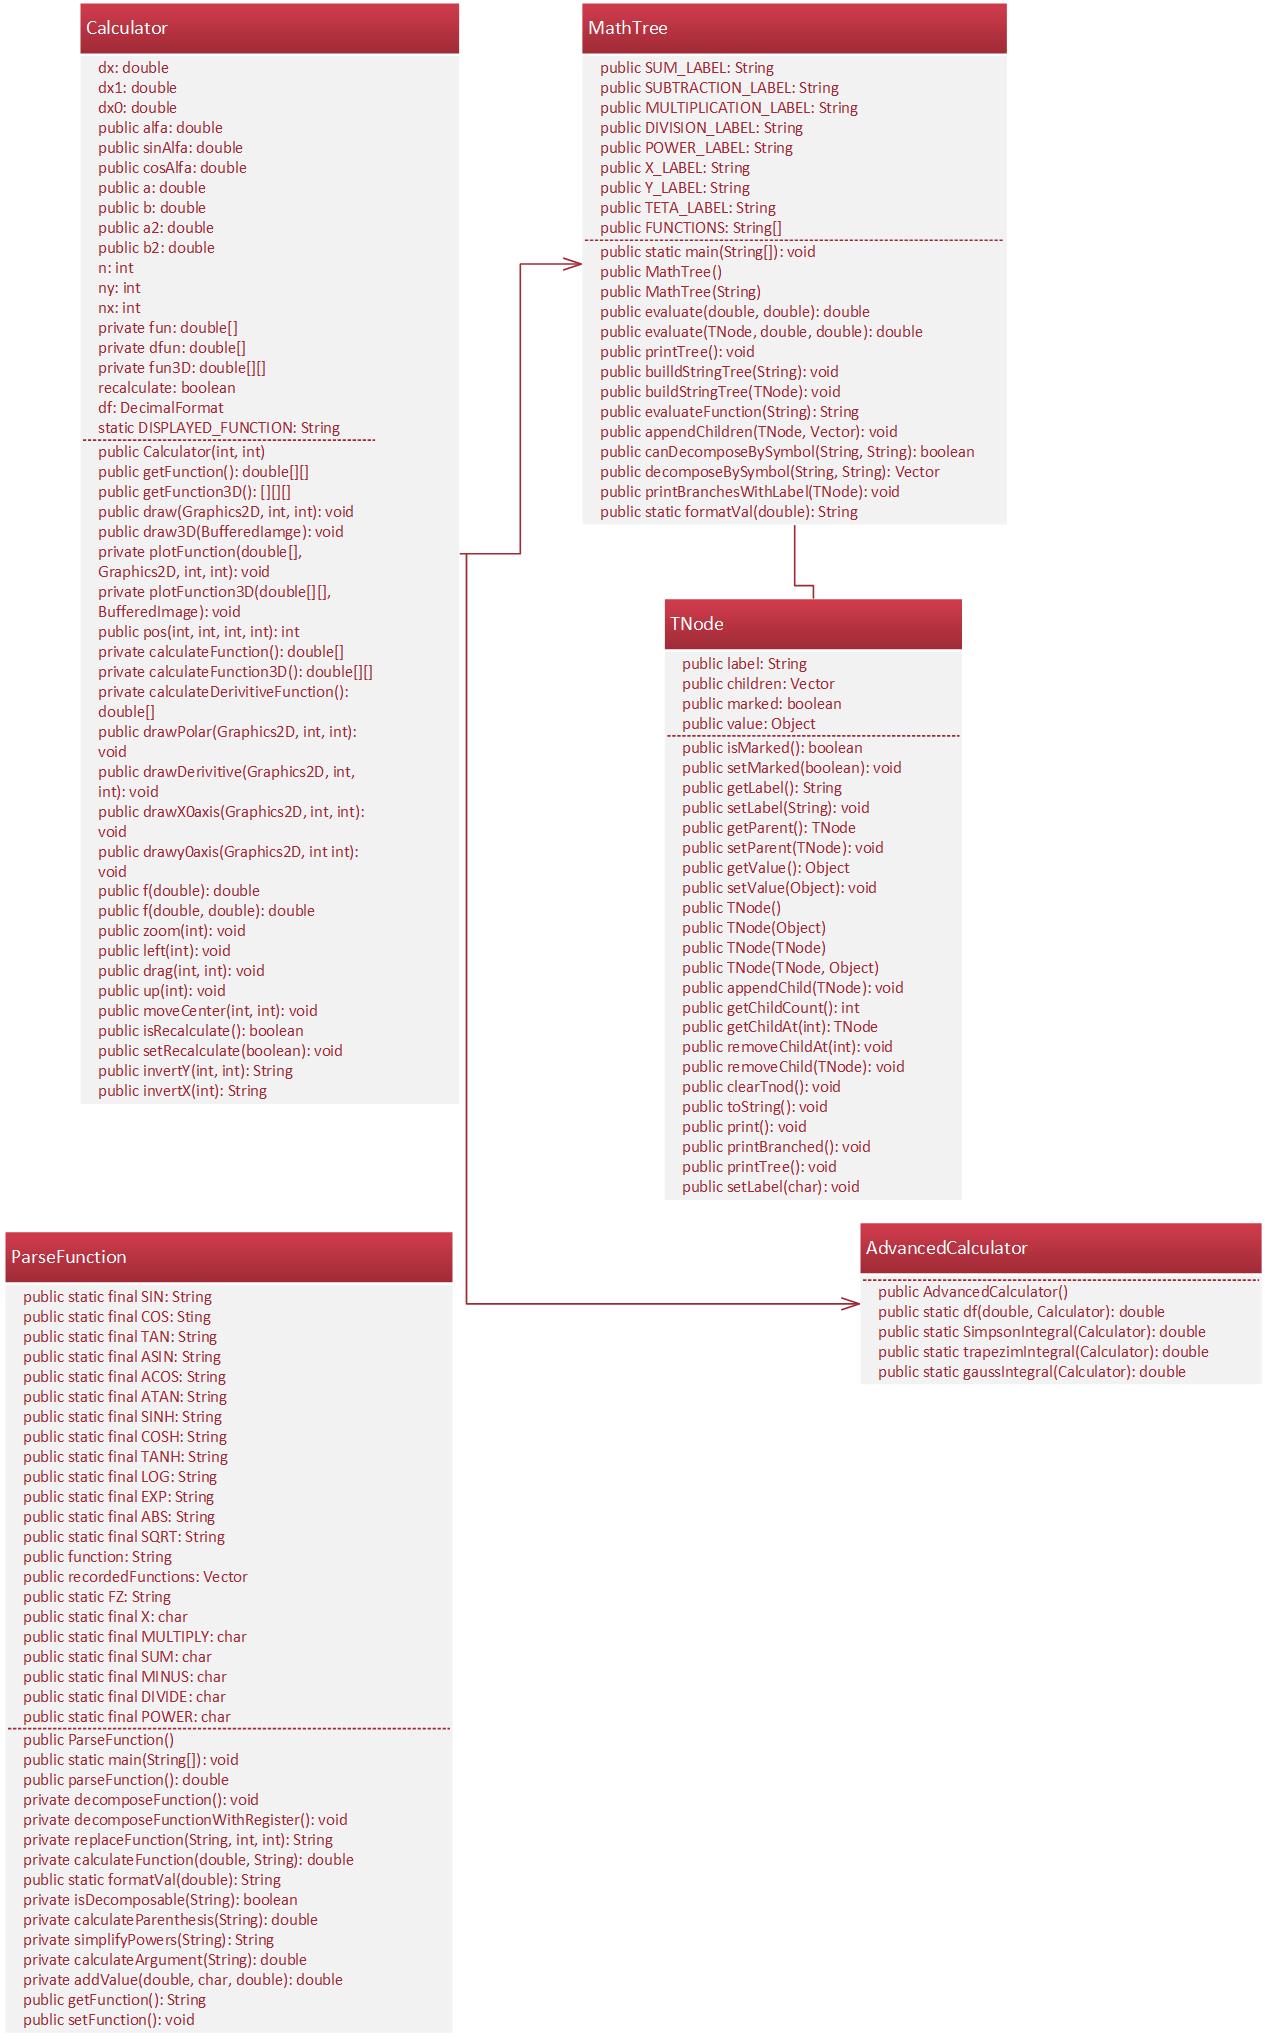 Calculator
dx: double
dx1: double
dx0: double
public alfa: double
public sinAlfa: double
public cosAlfa: double
public a: double
public b: double
public a2: double
public b2: double
n: int
ny: int
nx: int
private fun: double[]
private dfun: double[]
private fun3D: double[][]
recalculate: boolean
df: DecimalFormat
static DISPLAYED_FUNCTION: String
public Calculator(int, int)
public getFunction(): double[][]
public getFunction3D(): [][][]
public draw(Graphics2D, int, int): void
public draw3D(BufferedIamge): void
private plotFunction(double[],
Graphics2D, int, int): void
private plotFunction3D(double[][],
BufferedImage): void
public pos(int, int, int, int): int
private calculateFunction(): double[]
private calculateFunction3D(): double[][]
private calculateDerivitiveFunction():
double[]
public drawPolar(Graphics2D, int, int):
void
public drawDerivitive(Graphics2D, int,
int): void
public drawX0axis(Graphics2D, int, int):
void
public drawy0axis(Graphics2D, int int):
void
public f(double): double
public f(double, double): double
public zoom(int): void
public left(int): void
public drag(int, int): void
public up(int): void
public moveCenter(int, int): void
public isRecalculate(): boolean
public setRecalculate(boolean): void
public invertY(int, int): String
public invertX(int): String
MathTree
public SUM_LABEL: String
public SUBTRACTION_LABEL: String
public MULTIPLICATION_LABEL: String
public DIVISION_LABEL: String
public POWER_LABEL: String
public X_LABEL: String
public Y_LABEL: String
public TETA_LABEL: String
public FUNCTIONS: String[]
public static main(String[]): void
public MathTree()
public MathTree(String)
public evaluate(double, double): double
public evaluate(TNode, double, double): double
public printTree(): void
public builldStringTree(String): void
public buildStringTree(TNode): void
public evaluateFunction(String): String
public appendChildren(TNode, Vector): void
public canDecomposeBySymbol(String, String): boolean
public decomposeBySymbol(String, String): Vector
public printBranchesWithLabel(TNode): void
public static formatVal(double): String
TNode
public label: String
public children: Vector
public marked: boolean
public value: Object
public isMarked(): boolean
public setMarked(boolean): void
public getLabel(): String
public setLabel(String): void
public getParent(): TNode
public setParent(TNode): void
public getValue(): Object
public setValue(Object): void
public TNode()
public TNode(Object)
public TNode(TNode)
public TNode(TNode, Object)
public appendChild(TNode): void
public getChildCount(): int
public getChildAt(int): TNode
public removeChildAt(int): void
public removeChild(TNode): void
public clearTnod(): void
public toString(): void
public print(): void
public printBranched(): void
public printTree(): void
public setLabel(char): void
ParseFunction
public static final SIN: String
public static final COS: Sting
public static final TAN: String
public static final ASIN: String
public static final ACOS: String
public static final ATAN: String
public static final SINH: String
public static final COSH: String
public static final TANH: String
public static final LOG: String
public static final EXP: String
public static final ABS: String
public static final SQRT: String
public function: String
public recordedFunctions: Vector
public static FZ: String
public static final X: char
public static final MULTIPLY: char
public static final SUM: char
public static final MINUS: char
public static final DIVIDE: char
public static final POWER: char
public ParseFunction()
public static main(String[]): void
public parseFunction(): double
private decomposeFunction(): void
private decomposeFunctionWithRegister(): void
private replaceFunction(String, int, int): String
private calculateFunction(double, String): double
public static formatVal(double): String
private isDecomposable(String): boolean
private calculateParenthesis(String): double
private simplifyPowers(String): String
private calculateArgument(String): double
private addValue(double, char, double): double
public getFunction(): String
public setFunction(): void
AdvancedCalculator
public AdvancedCalculator()
public static df(double, Calculator): double
public static SimpsonIntegral(Calculator): double
public static trapezimIntegral(Calculator): double
public static gaussIntegral(Calculator): double